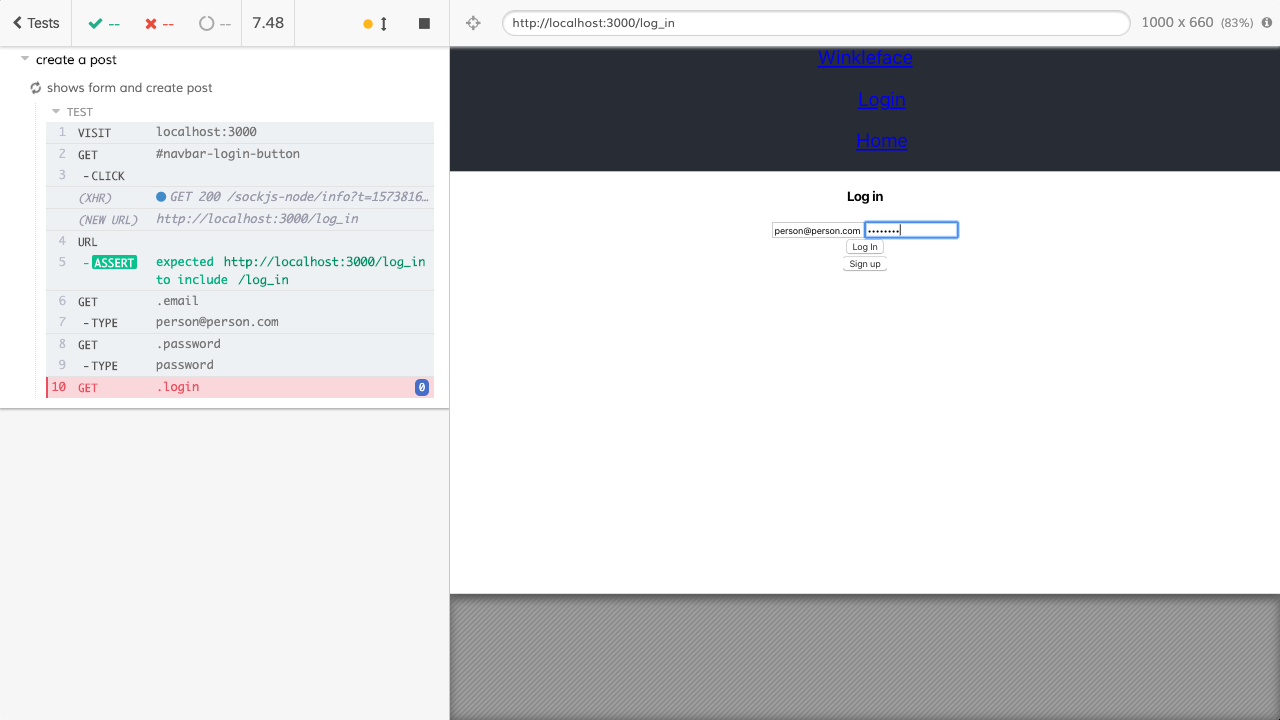 Tests
--
--
--
7.48
http://localhost:3000/log_in
1000 x 660 (83%)
create a post
shows form and create post
TEST
1 VISIT localhost:3000
2 GET #navbar-login-button
3 -CLICK
(XHR) GET 200 /sockjs-node/info?t=1573816…
(NEW URL) http://localhost:3000/log_in
4 URL
5 -ASSERT expected http://localhost:3000/log_in
to include /log_in
6 GET .email
7 -TYPE person@person.com
8 GET .password
9 -TYPE password
10 GET .login 0
Winkleface
Login
Home
Log in
person@person.com ••••••••
Log In
Sign up